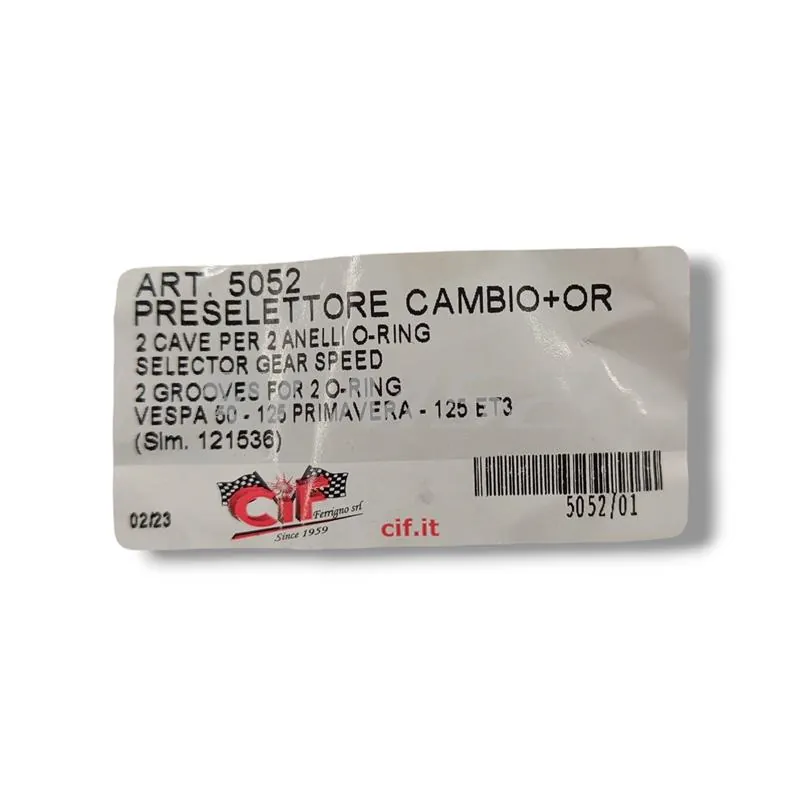 ART. 5052
PRESELETTORE CAMBIO+OR
2 CAVE PER 2 ANELLI O-RING
SELECTOR GEAR SPEED
2 GROOVES FOR 2 O-RING
VESPA 50 - 125 PRIMAVERA - 125 ET3
(Sim. 121536)
02/23
CiF
Ferrigno srl
Since 1959
cif.it
5052/01